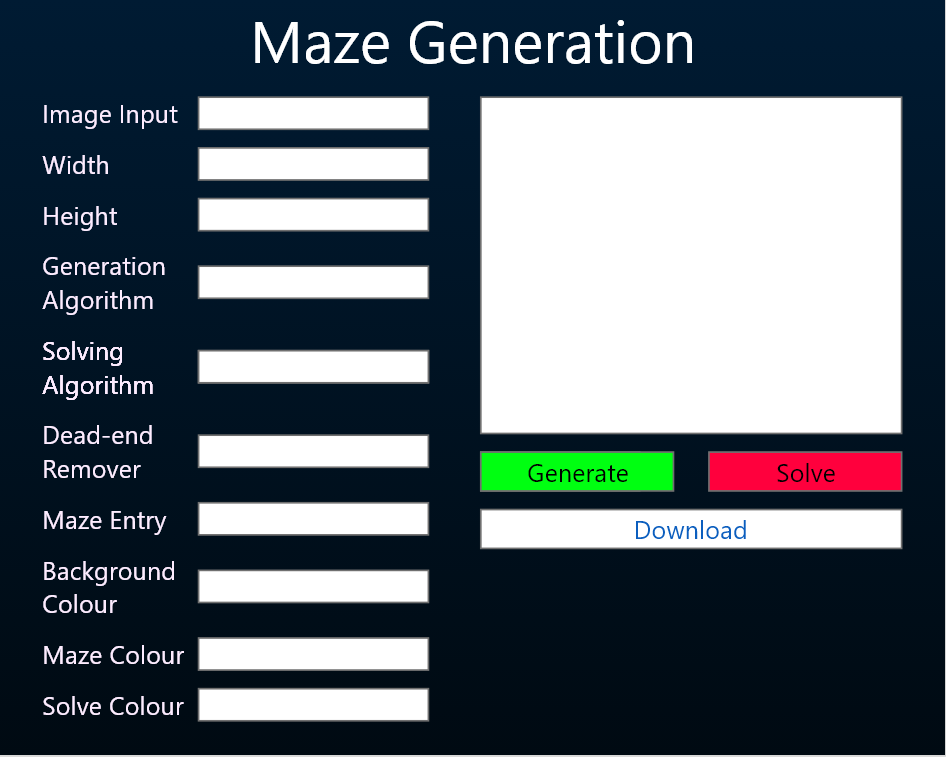 Maze Generation
Image Input
Width
Height
Generation
Algorithm
Solving
Algorithm
Dead-end
Remover
Maze Entry
Background
Colour
Maze Colour
Solve Colour
Generate
Solve
Download